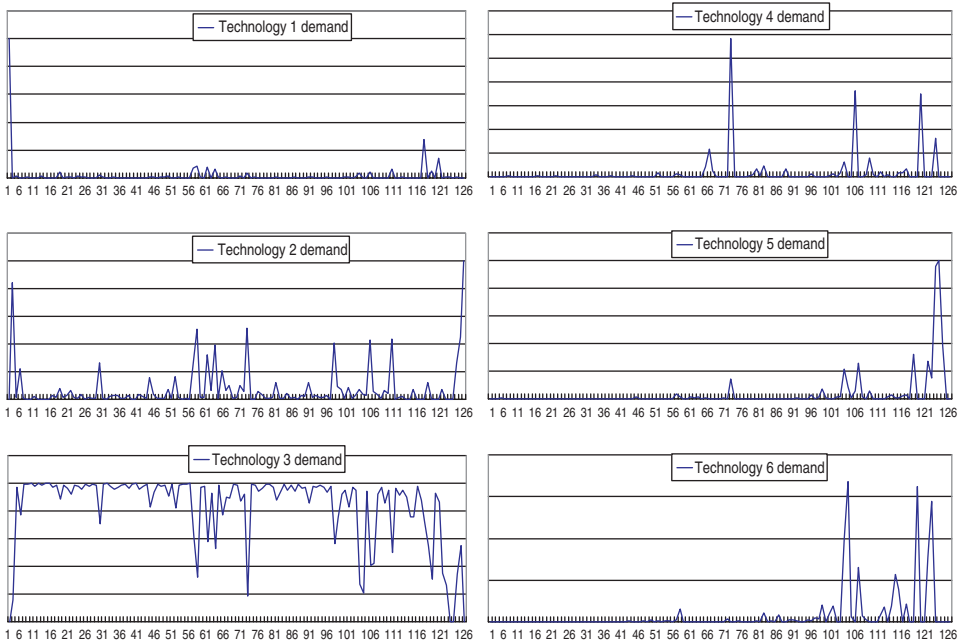 Technology 1 demand
1 6 11 16 21 26 31 36 41 46 51 56 61 66 71 76 81 86 91 96 101 106 111 116 121 126
Technology 4 demand
1 6 11 16 21 26 31 36 41 46 51 56 61 66 71 76 81 86 91 96 101 106 111 116 121 126
Technology 2 demand
1 6 11 16 21 26 31 36 41 46 51 56 61 66 71 76 81 86 91 96 101 106 111 116 121 126
Technology 5 demand
1 6 11 16 21 26 31 36 41 46 51 56 61 66 71 76 81 86 91 96 101 106 111 116 121 126
Technology 3 demand
1 6 11 16 21 26 31 36 41 46 51 56 61 66 71 76 81 86 91 96 101 106 111 116 121 126
Technology 6 demand
1 6 11 16 21 26 31 36 41 46 51 56 61 66 71 76 81 86 91 96 101 106 111 116 121 126